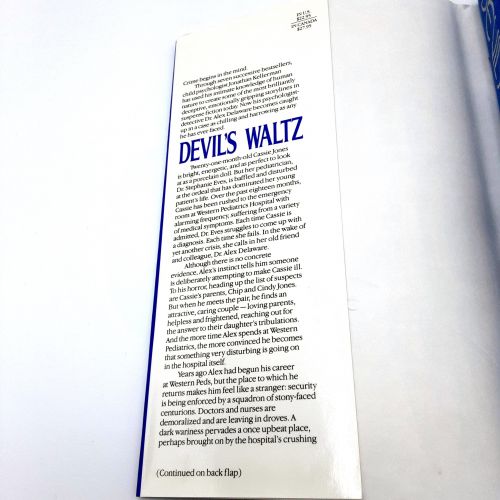 IN U.S.
$22.95
IN CANADA
$27.95
Crime begins in the mind.
Through seven successive bestsellers,
child psychologist Jonathan Kellerman
has used his intimate knowledge of human
nature to create some of the most brilliantly
deceptive, emotionally gripping storylines in
suspense fiction today. Now his psychologist-
detective Dr. Alex Delaware becomes caught
up in a case as chilling and harrowing as any
he has ever faced.
DEVIL'S WALTZ
Twenty-one-month-old Cassie Jones
is bright, energetic, and as perfect to look
at as a porcelain doll. But her pediatrician,
Dr. Stephanie Eves, is baffled and disturbed
at the ordeal that has dominated her young
patient's life. Over the past eighteen months,
Cassie has been rushed to the emergency
room at Western Pediatrics Hospital with
alarming frequency, suffering from a variety
of medical symptoms. Each time Cassie is
admitted, Dr. Eves struggles to come up with
a diagnosis. Each time she fails. In the wake of
yet another crisis, she calls in her old friend
and colleague, Dr. Alex Delaware.
Although there is no concrete
evidence, Alex's instinct tells him someone
is deliberately attempting to make Cassie ill.
To his horror, heading up the list of suspects
are Cassie's parents, Chip and Cindy Jones.
But when he meets the pair, he finds an
attractive, caring couple—loving parents,
helpless and frightened, reaching out for
the answer to their daughter's tribulations.
And the more time Alex spends at Western
Pediatrics, the more convinced he becomes
that something very disturbing is going on
in the hospital itself.
Years ago Alex had begun his career
at Western Peds, but the place to which he
returns makes him feel like a stranger: security
is being enforced by a squadron of stony-faced
centurions. Doctors and nurses are
demoralized and are leaving in droves. A
dark wariness pervades a once upbeat place,
perhaps brought on by the hospital's crushing
(Continued on back flap)